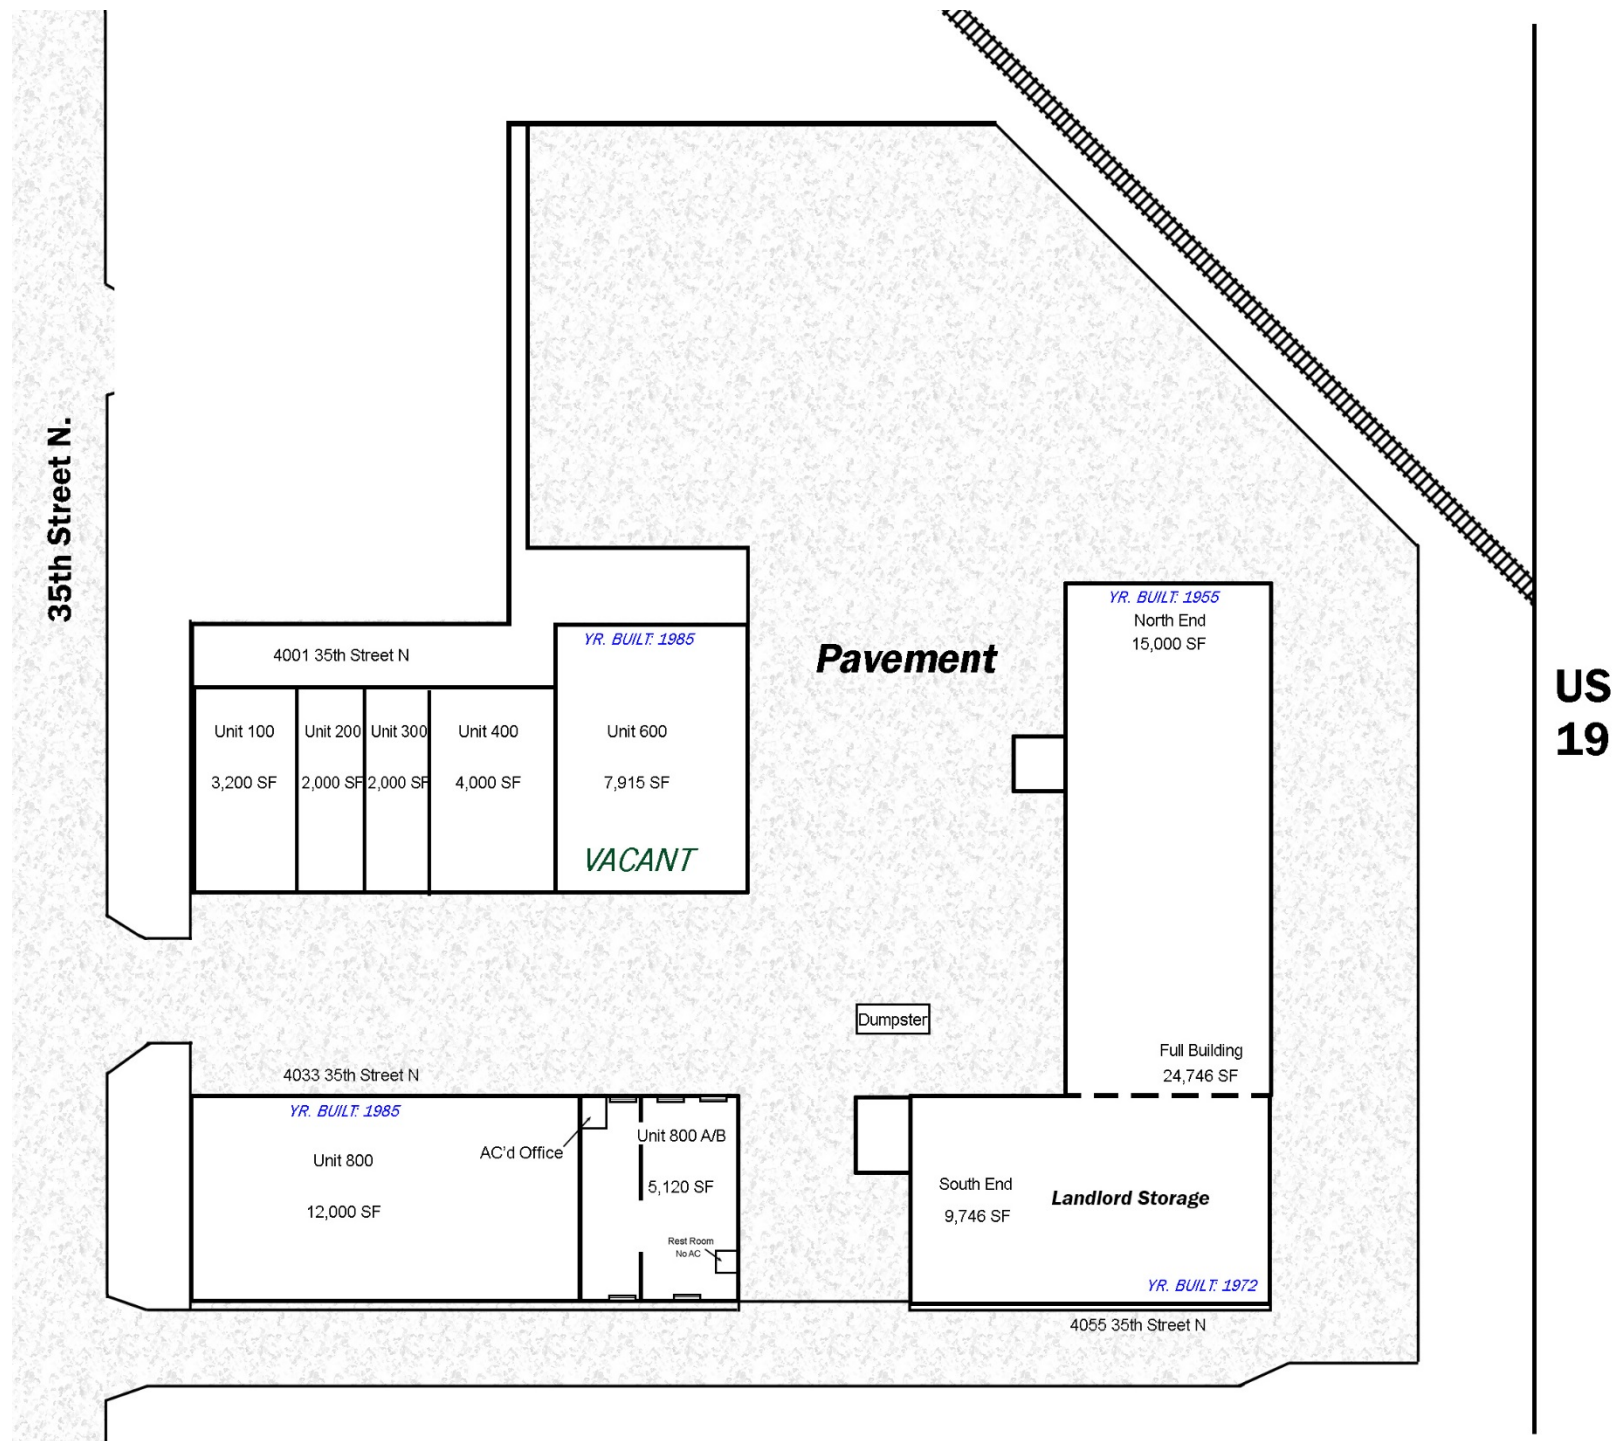 35th Street N.
US
19
4001 35th Street N
YR. BUILT: 1985
Unit 100
3,200 SF
Unit 200
2,000 SF
Unit 300
2,000 SF
Unit 400
4,000 SF
Unit 600
7,915 SF
VACANT
Pavement
YR. BUILT: 1955
North End
15,000 SF
Dumpster
Full Building
24,746 SF
4033 35th Street N
YR. BUILT: 1985
Unit 800
12,000 SF
AC'd Office
Unit 800 A/B
5,120 SF
Rest Room
No AC
South End
9,746 SF
Landlord Storage
YR. BUILT: 1972
4055 35th Street N